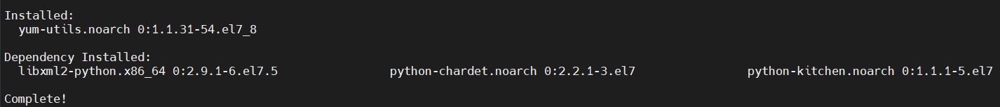 Installed:
yum-utils.noarch 0:1.1.31-54.el7_8
Dependency Installed:
libxml2-python.x86_64 0:2.9.1-6.el7.5 python-chardet.noarch 0:2.2.1-3.el7 python-kitchen.noarch 0:1.1.1-5.el7
Complete!